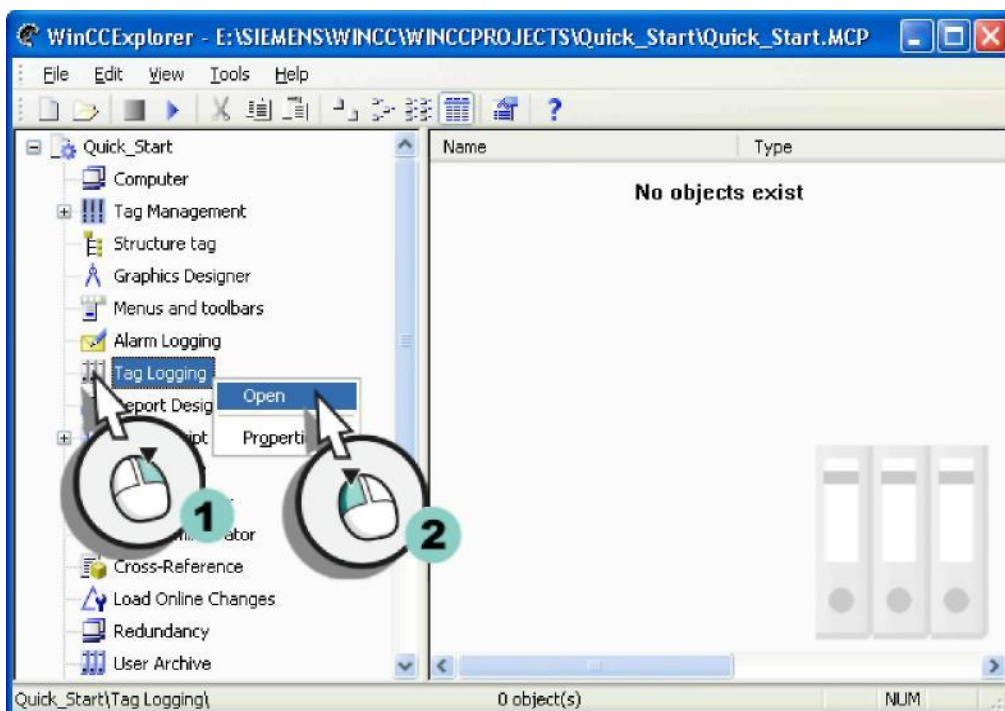 WinCCExplorer - E:\SIEMENS\WINCC\WINCCPROJECTS\Quick_Start\Quick_Start.MCP
File Edit View Tools Help
Quick_Start
Computer
Tag Management
Structure tag
Graphics Designer
Menus and toolbars
Alarm Logging
Tag Logging
Open
Properti
Cross-Reference
Load Online Changes
Redundancy
User Archive
Name Type
No objects exist
1
2
Quick_Start\Tag Logging\ 0 object(s) NUM